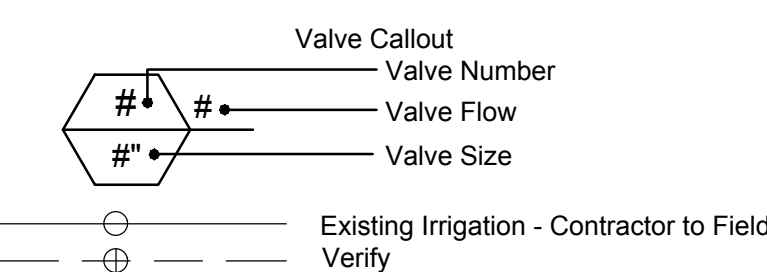 Valve Callout
Valve Number
# #
Valve Flow
#"
Valve Size
Existing Irrigation - Contractor to Field
Verify